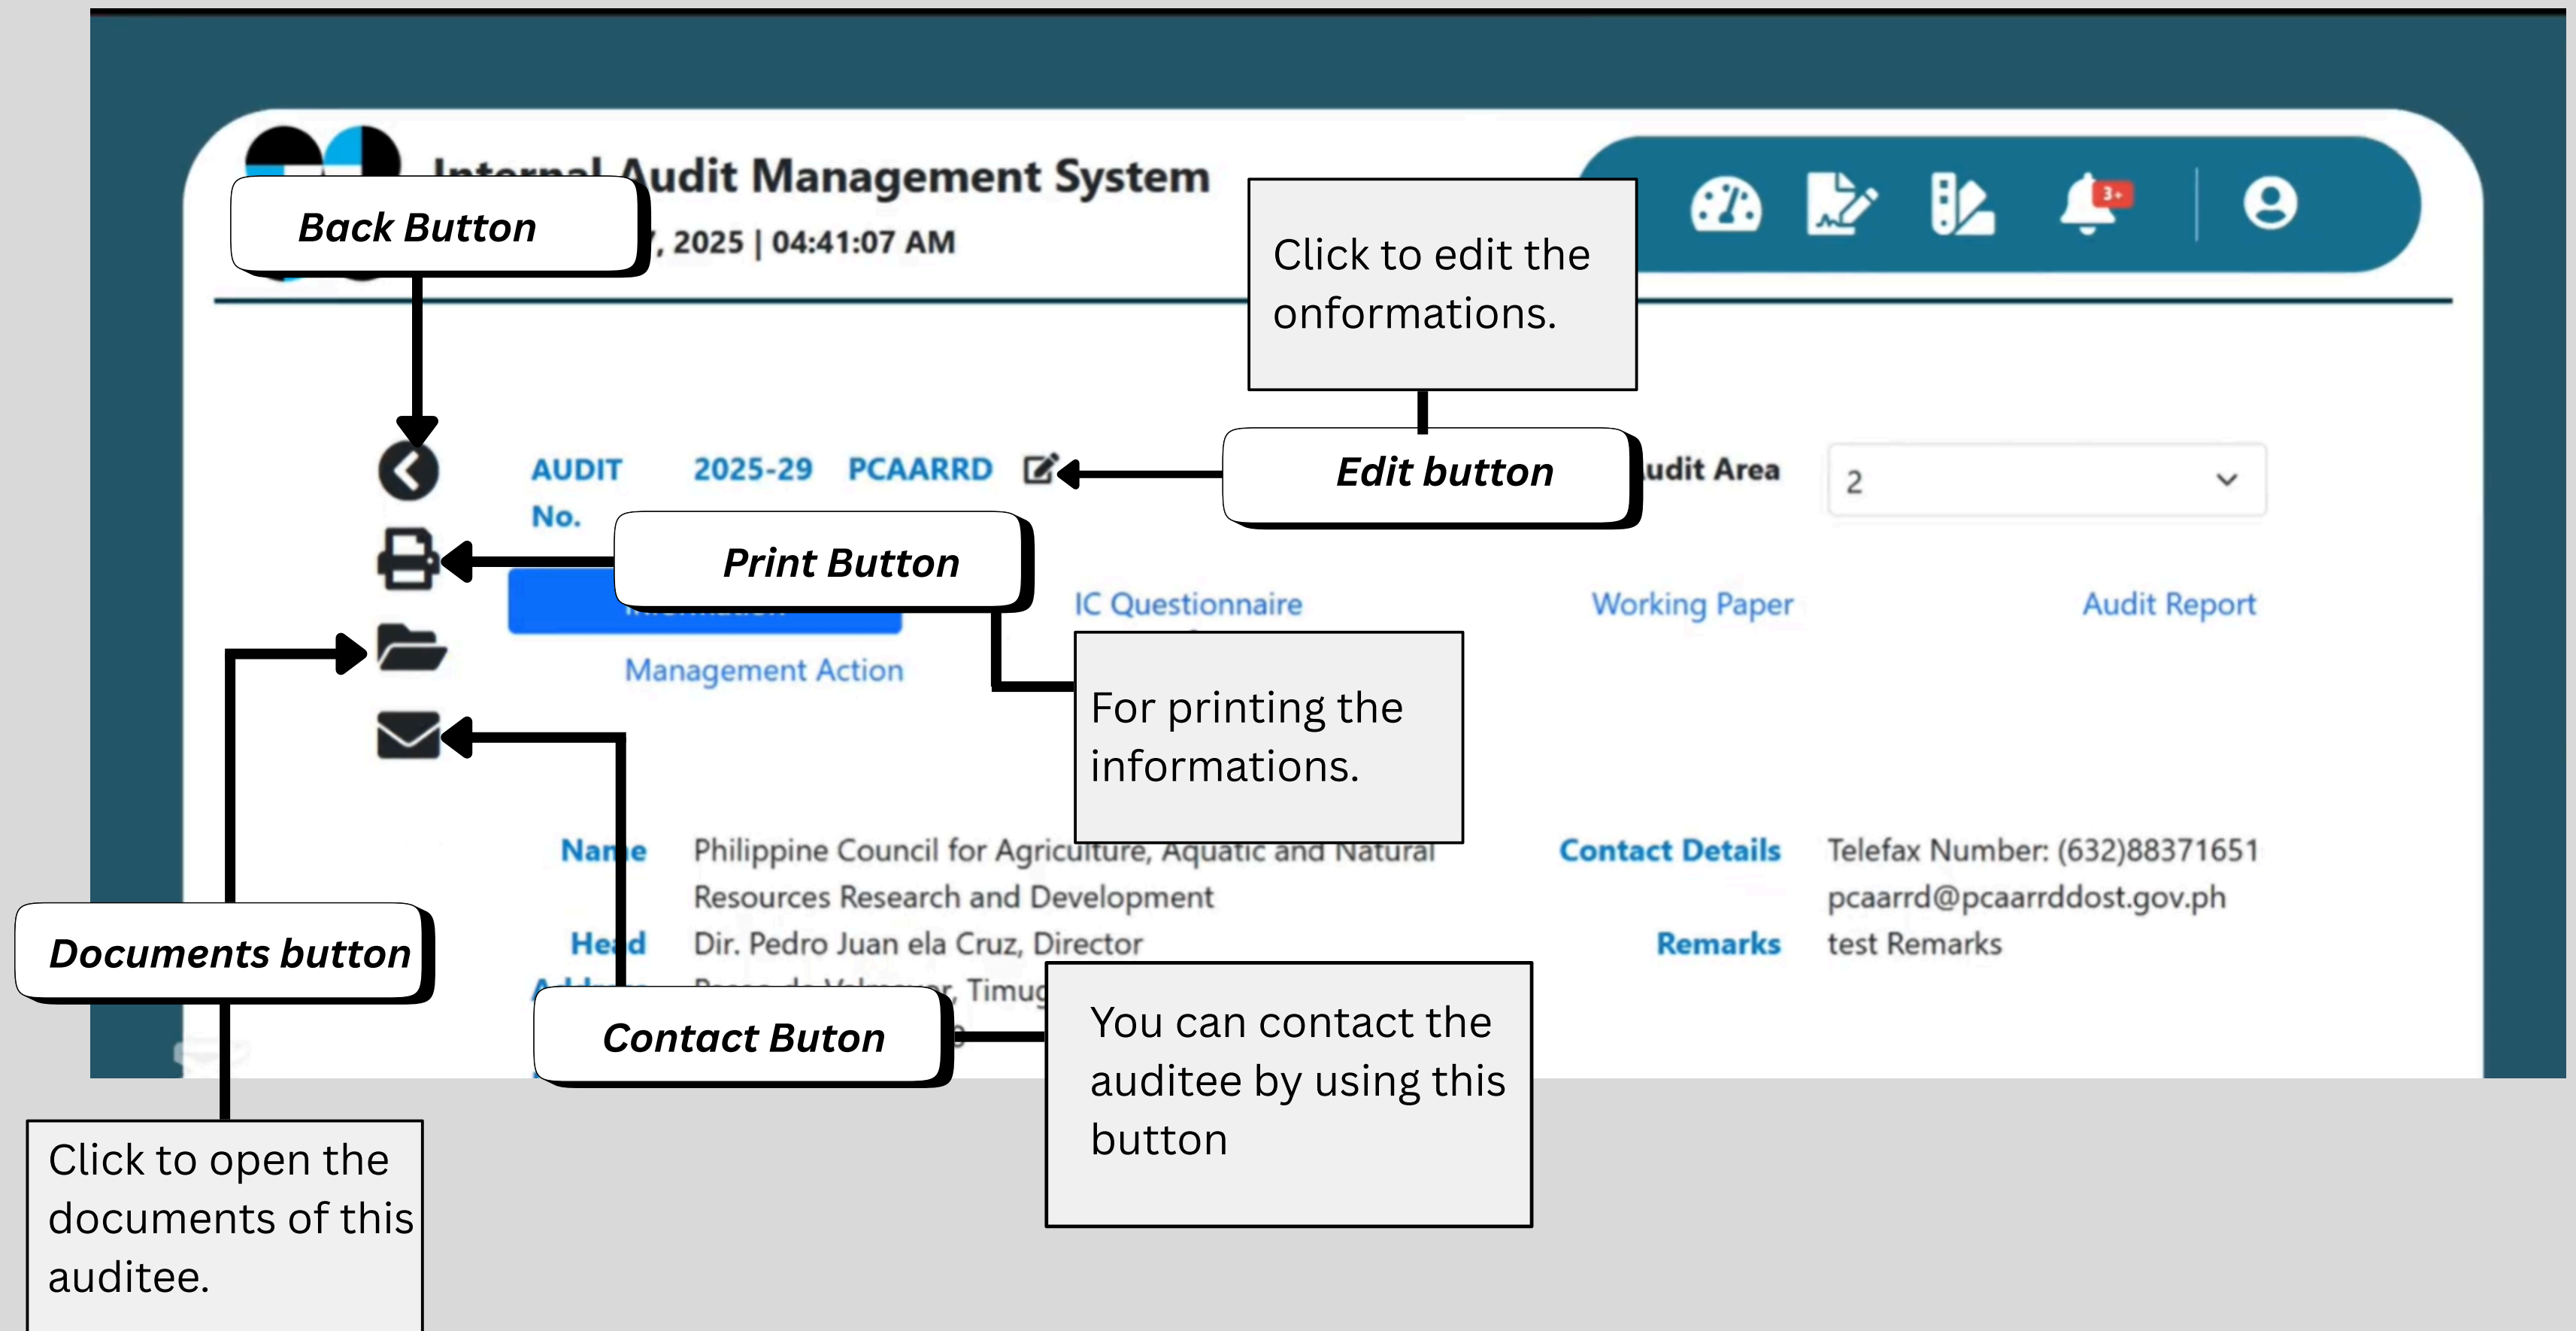 Internal Audit Management System
Back Button
, 2025 | 04:41:07 AM
3+
Click to edit the
onformations.
AUDIT
No.
2025-29 PCAARRD
Edit button
Audit Area
2
Print Button
Information
IC Questionnaire
Working Paper
Audit Report
Management Action
For printing the
informations.
Name
Philippine Council for Agriculture, Aquatic and Natural
Resources Research and Development
Contact Details
Telefax Number: (632)88371651
pcaarrd@pcaarrddost.gov.ph
Head
Dir. Pedro Juan ela Cruz, Director
Remarks
test Remarks
Documents button
Contact Buton
You can contact the
auditee by using this
button
Click to open the
documents of this
auditee.